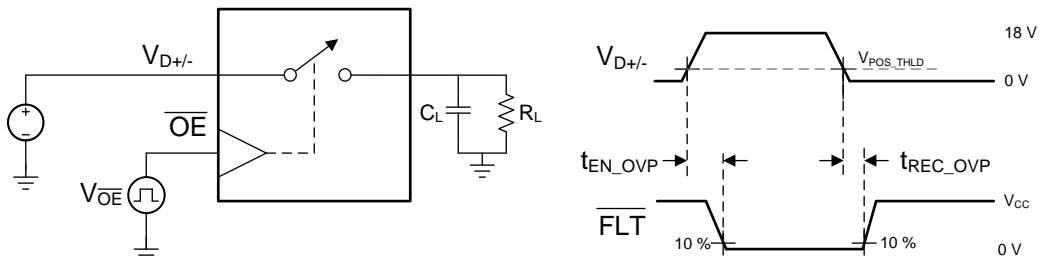 V_D+/-
OE
V_OE
+
–
C_L
R_L
V_D+/-
18 V
V_POS_THLD
0 V
t_EN_OVP
t_REC_OVP
FLT
V_CC
10 %
10 %
0 V